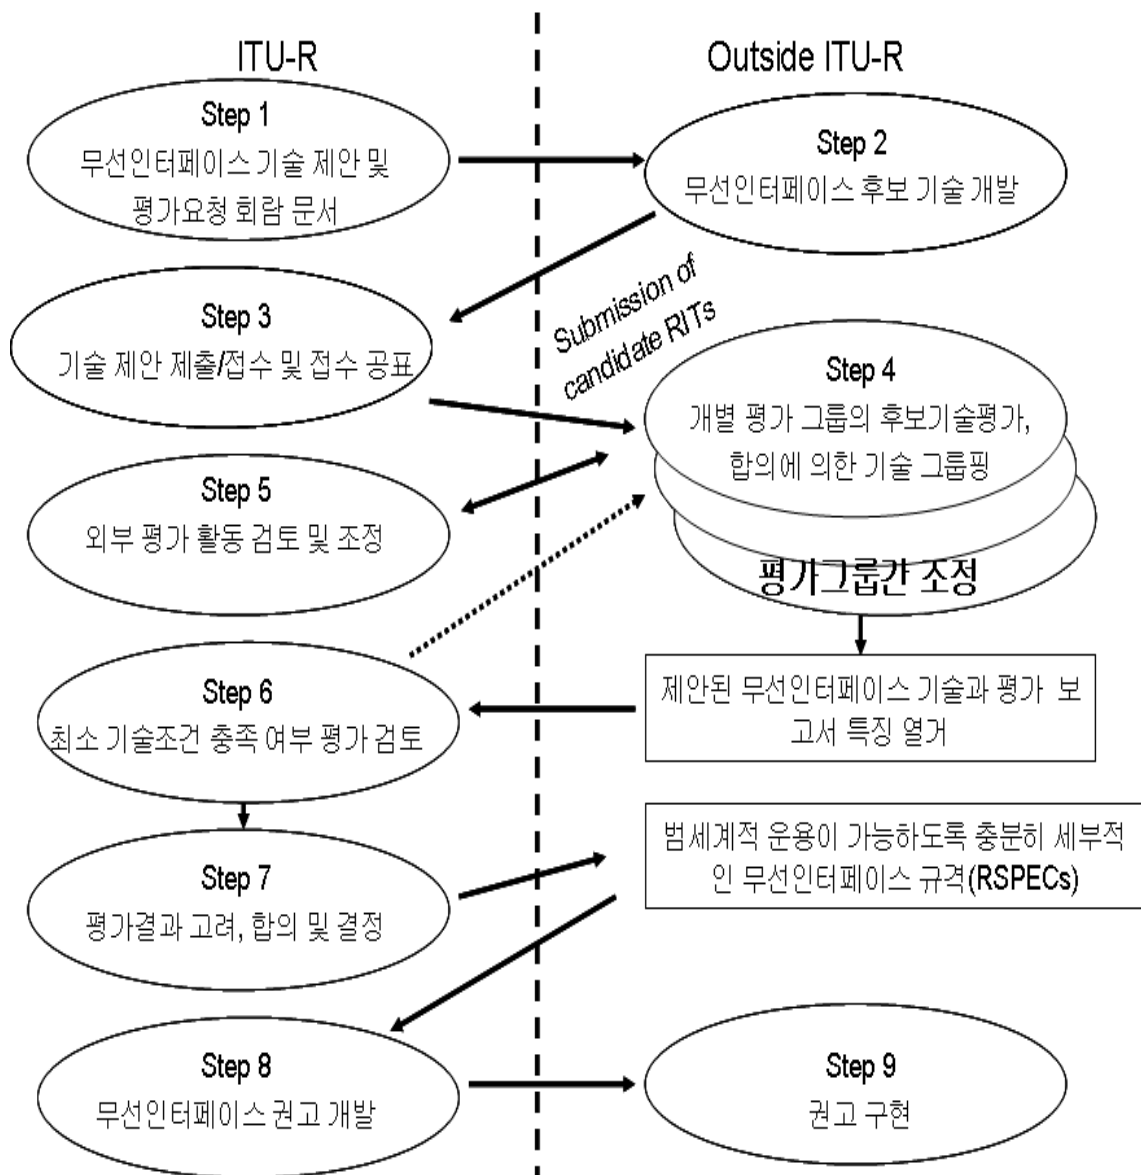 ITU-R
Outside ITU-R
Step 1
무선인터페이스 기술 제안 및
평가요청 회람 문서
Step 2
무선인터페이스 후보 기술 개발
Submission of
candidate RITs
Step 3
기술 제안 제출/접수 및 접수 공표
Step 4
개별 평가 그룹의 후보기술평가,
합의에 의한 기술 그룹핑
평가그룹간 조정
Step 5
외부 평가 활동 검토 및 조정
제안된 무선인터페이스 기술과 평가 보
고서 특징 열거
Step 6
최소 기술조건 충족 여부 평가 검토
범세계적 운용이 가능하도록 충분히 세부적
인 무선인터페이스 규격(RSPECs)
Step 7
평가결과 고려, 합의 및 결정
Step 8
무선인터페이스 권고 개발
Step 9
권고 구현